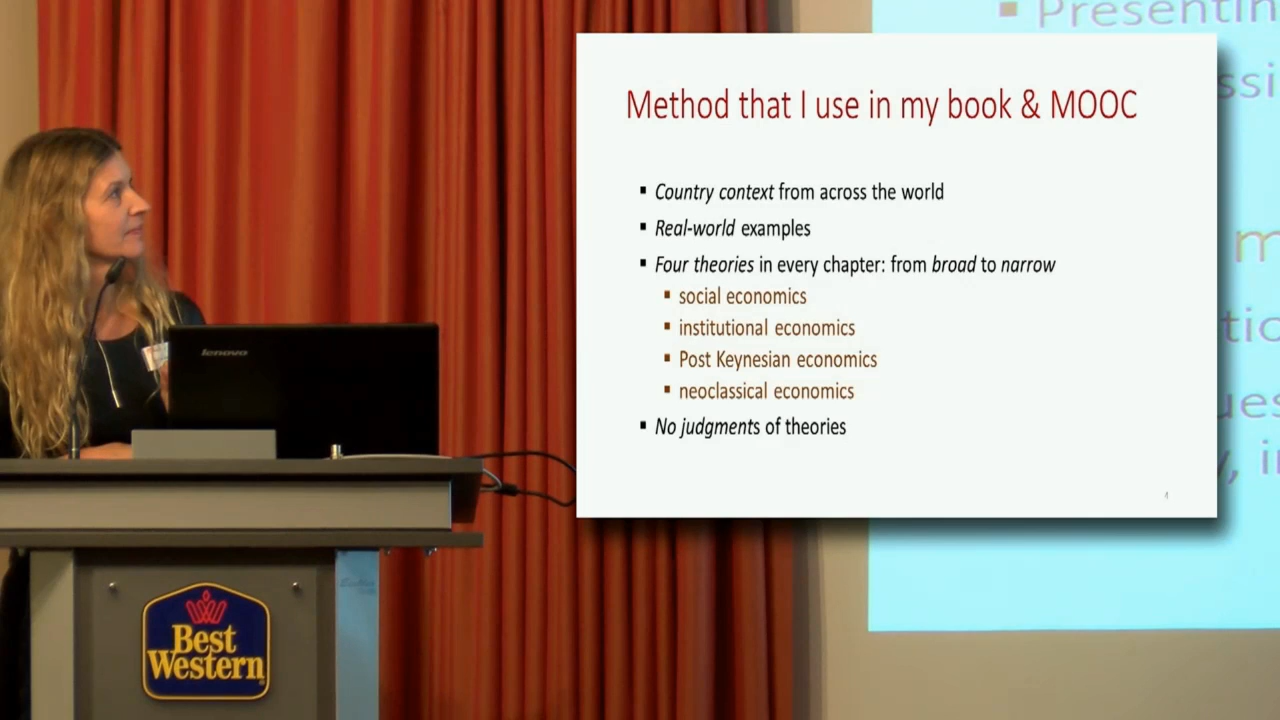 Presentin
Method that I use in my book & MOOC
▪ Country context from across the world
▪ Real-world examples
▪ Four theories in every chapter: from broad to narrow
▪ social economics
▪ institutional economics
▪ Post Keynesian economics
▪ neoclassical economics
▪ No judgments of theories
4
lenovo
Best
Western